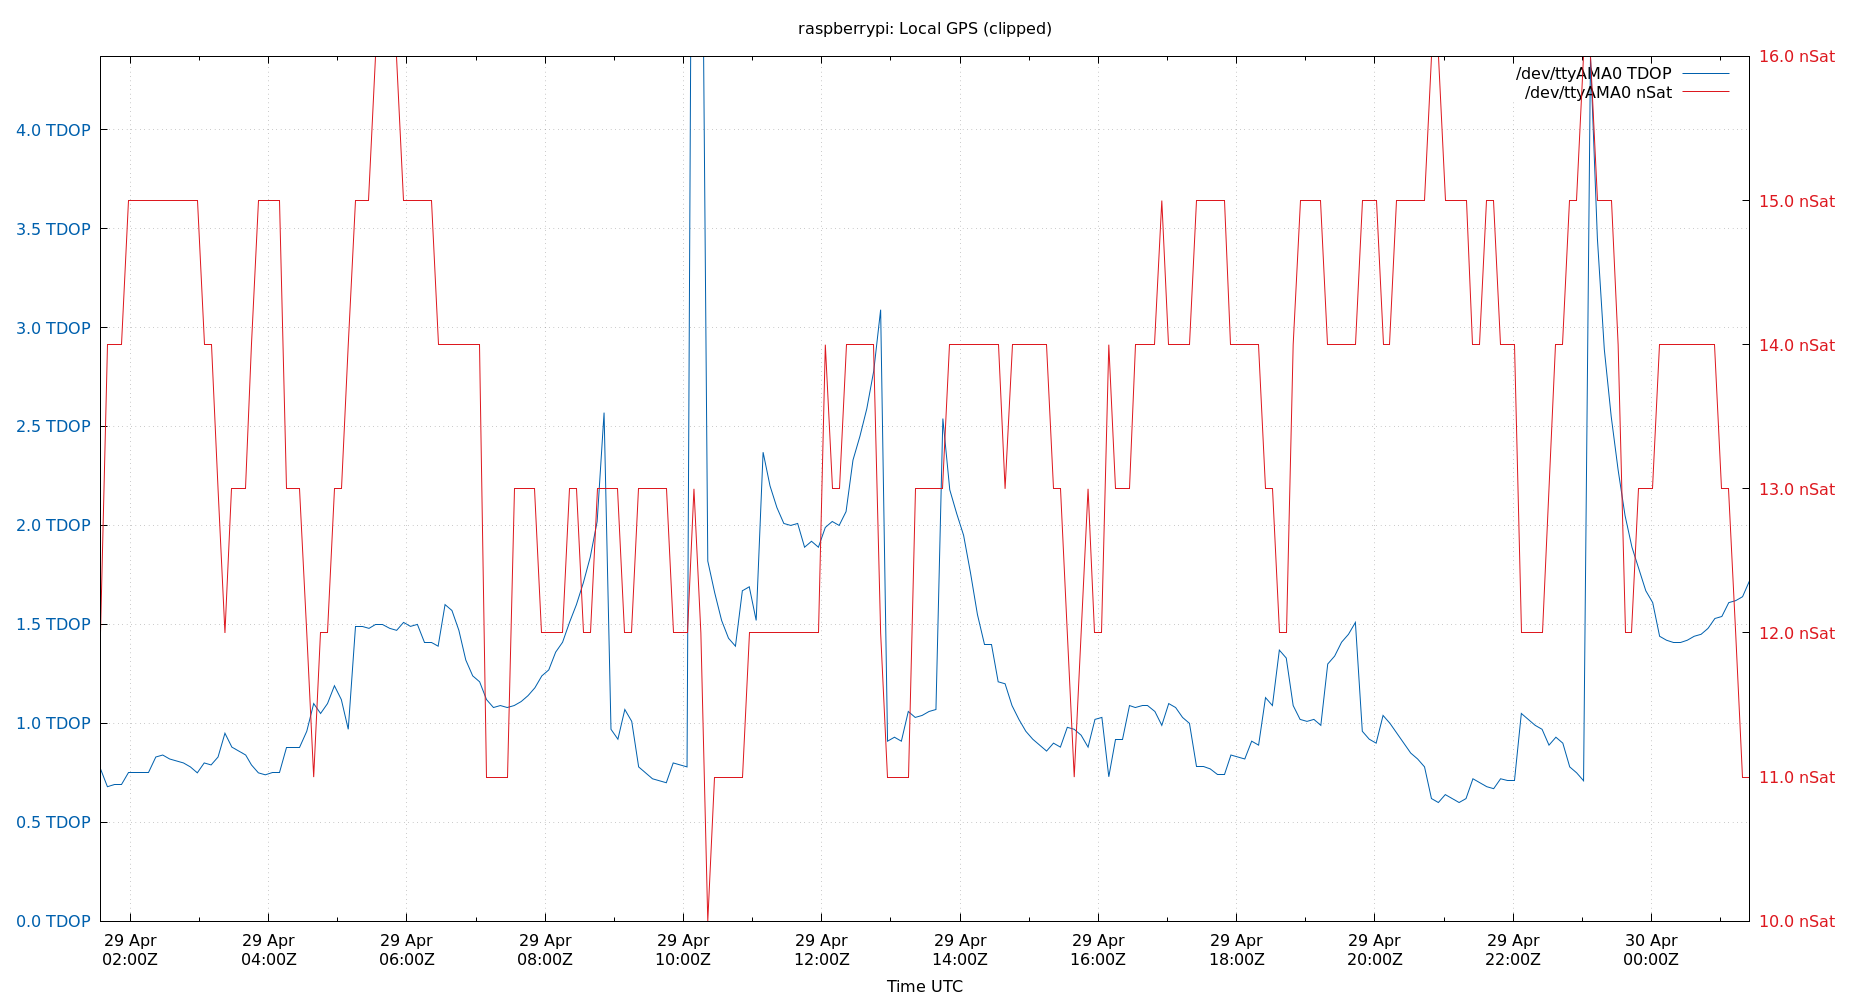 raspberrypi: Local GPS (clipped)
/dev/ttyAMA0 TDOP
/dev/ttyAMA0 nSat
4.0 TDOP
3.5 TDOP
3.0 TDOP
2.5 TDOP
2.0 TDOP
1.5 TDOP
1.0 TDOP
0.5 TDOP
0.0 TDOP
16.0 nSat
15.0 nSat
14.0 nSat
13.0 nSat
12.0 nSat
11.0 nSat
10.0 nSat
29 Apr
02:00Z
29 Apr
04:00Z
29 Apr
06:00Z
29 Apr
08:00Z
29 Apr
10:00Z
29 Apr
12:00Z
29 Apr
14:00Z
29 Apr
16:00Z
29 Apr
18:00Z
29 Apr
20:00Z
29 Apr
22:00Z
30 Apr
00:00Z
Time UTC